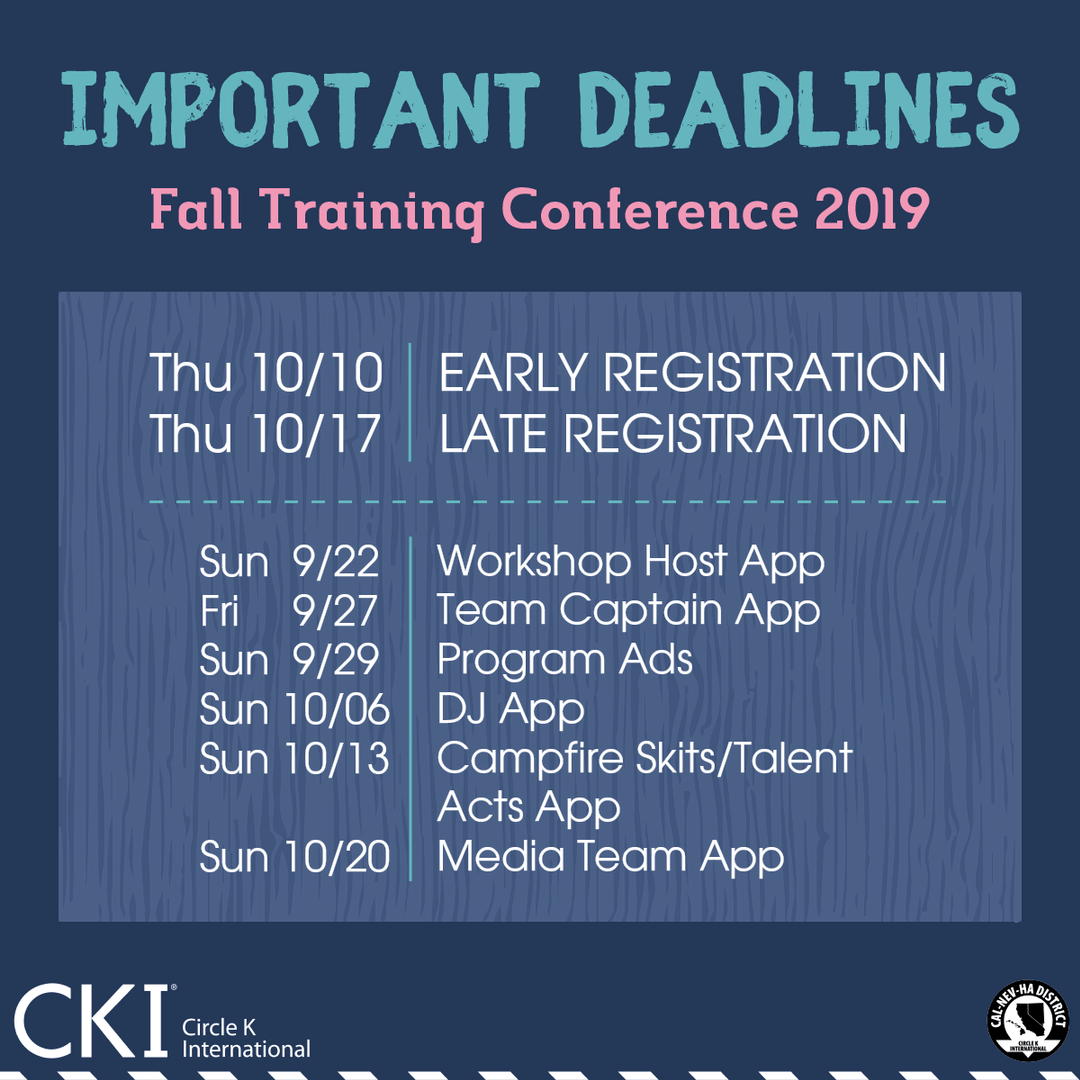 IMPORTANT DEADLINES
Fall Training Conference 2019
Thu 10/10 EARLY REGISTRATION
Thu 10/17 LATE REGISTRATION
Sun 9/22 Workshop Host App
Fri 9/27 Team Captain App
Sun 9/29 Program Ads
Sun 10/06 DJ App
Sun 10/13 Campfire Skits/Talent
Acts App
Sun 10/20 Media Team App
CKI®
Circle K
International
CAL-NEV-HA DISTRICT
CIRCLE K
INTERNATIONAL